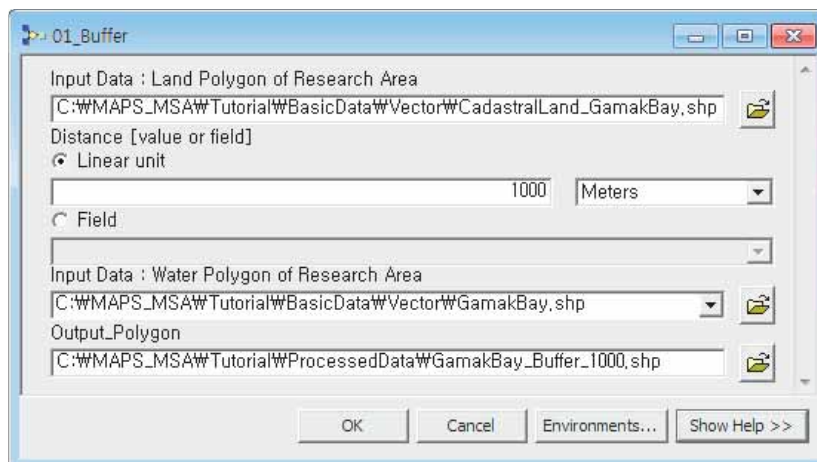 01_Buffer
Input Data : Land Polygon of Research Area
C:₩MAPS_MSA₩Tutorial₩BasicData₩Vector₩CadastralLand_GamakBay.shp
Distance [value or field]
Linear unit
1000 Meters
Field
Input Data : Water Polygon of Research Area
C:₩MAPS_MSA₩Tutorial₩BasicData₩Vector₩GamakBay.shp
Output_Polygon
C:₩MAPS_MSA₩Tutorial₩ProcessedData₩GamakBay_Buffer_1000.shp
OK Cancel Environments... Show Help >>